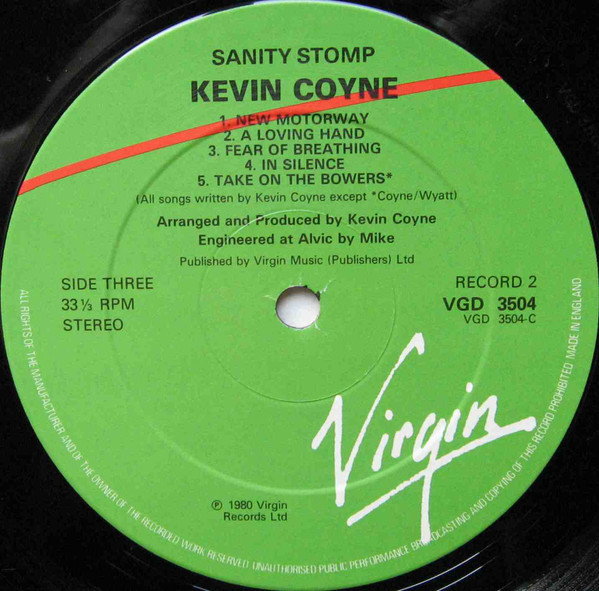 SANITY STOMP
KEVIN COYNE
1. NEW MOTORWAY
2. A LOVING HAND
3. FEAR OF BREATHING
4. IN SILENCE
5. TAKE ON THE BOWERS*
(All songs written by Kevin Coyne except *Coyne/Wyatt)
Arranged and Produced by Kevin Coyne
Engineered at Alvic by Mike
Published by Virgin Music (Publishers) Ltd
SIDE THREE
33⅓ RPM
STEREO
RECORD 2
VGD 3504
VGD 3504-C
Virgin
℗ 1980 Virgin
Records Ltd
ALL RIGHTS OF THE MANUFACTURER AND OF THE OWNER OF THE RECORDED WORK RESERVED UNAUTHORISED PUBLIC PERFORMANCE BROADCASTING AND COPYING OF THIS RECORD PROHIBITED MADE IN ENGLAND